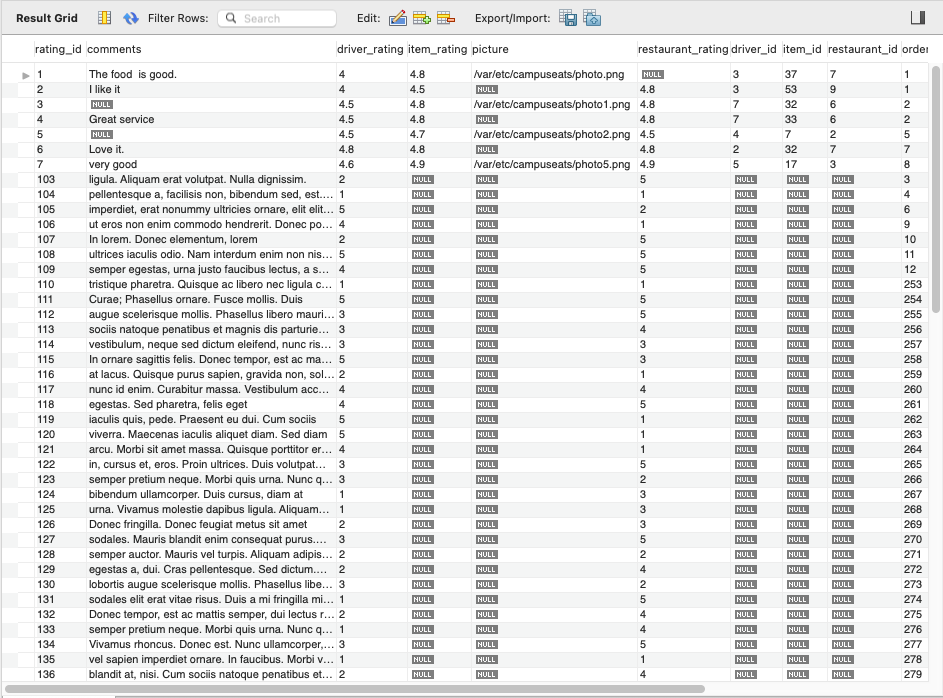 Result Grid Filter Rows: Search Edit: Export/Import:
rating_id comments driver_rating item_rating picture restaurant_rating driver_id item_id restaurant_id order
1 The food  is good. 4 4.8 /var/etc/campuseats/photo.png NULL 3 37 7 1
2 I like it 4 4.5 NULL 4.8 3 53 9 1
3 NULL 4.5 4.8 /var/etc/campuseats/photo1.png 4.8 7 32 6 2
4 Great service 4.5 4.8 NULL 4.8 7 33 6 2
5 NULL 4.5 4.7 /var/etc/campuseats/photo2.png 4.5 4 7 2 5
6 Love it. 4.8 4.8 NULL 4.8 2 32 7 7
7 very good 4.6 4.9 /var/etc/campuseats/photo5.png 4.9 5 17 3 8
103 ligula. Aliquam erat volutpat. Nulla dignissim. 2 NULL NULL 5 NULL NULL NULL 3
104 pellentesque a, facilisis non, bibendum sed, est.... 1 NULL NULL 1 NULL NULL NULL 4
105 imperdiet, erat nonummy ultricies ornare, elit elit... 5 NULL NULL 2 NULL NULL NULL 6
106 ut eros non enim commodo hendrerit. Donec po... 4 NULL NULL 1 NULL NULL NULL 9
107 In lorem. Donec elementum, lorem 2 NULL NULL 5 NULL NULL NULL 10
108 ultrices iaculis odio. Nam interdum enim non nis... 5 NULL NULL 5 NULL NULL NULL 11
109 semper egestas, urna justo faucibus lectus, a s... 4 NULL NULL 5 NULL NULL NULL 12
110 tristique pharetra. Quisque ac libero nec ligula c... 1 NULL NULL 1 NULL NULL NULL 253
111 Curae; Phasellus ornare. Fusce mollis. Duis 5 NULL NULL 5 NULL NULL NULL 254
112 augue scelerisque mollis. Phasellus libero mauri... 3 NULL NULL 5 NULL NULL NULL 255
113 sociis natoque penatibus et magnis dis parturie... 3 NULL NULL 4 NULL NULL NULL 256
114 vestibulum, neque sed dictum eleifend, nunc ris... 3 NULL NULL 3 NULL NULL NULL 257
115 In ornare sagittis felis. Donec tempor, est ac ma... 5 NULL NULL 3 NULL NULL NULL 258
116 at lacus. Quisque purus sapien, gravida non, sol... 2 NULL NULL 1 NULL NULL NULL 259
117 nunc id enim. Curabitur massa. Vestibulum acc... 4 NULL NULL 4 NULL NULL NULL 260
118 egestas. Sed pharetra, felis eget 4 NULL NULL 5 NULL NULL NULL 261
119 iaculis quis, pede. Praesent eu dui. Cum sociis 5 NULL NULL 1 NULL NULL NULL 262
120 viverra. Maecenas iaculis aliquet diam. Sed diam 5 NULL NULL 1 NULL NULL NULL 263
121 arcu. Morbi sit amet massa. Quisque porttitor er... 4 NULL NULL 1 NULL NULL NULL 264
122 in, cursus et, eros. Proin ultrices. Duis volutpat... 3 NULL NULL 5 NULL NULL NULL 265
123 semper pretium neque. Morbi quis urna. Nunc q... 3 NULL NULL 2 NULL NULL NULL 266
124 bibendum ullamcorper. Duis cursus, diam at 1 NULL NULL 3 NULL NULL NULL 267
125 urna. Vivamus molestie dapibus ligula. Aliquam... 1 NULL NULL 3 NULL NULL NULL 268
126 Donec fringilla. Donec feugiat metus sit amet 2 NULL NULL 3 NULL NULL NULL 269
127 sodales. Mauris blandit enim consequat purus.... 3 NULL NULL 5 NULL NULL NULL 270
128 semper auctor. Mauris vel turpis. Aliquam adipis... 2 NULL NULL 2 NULL NULL NULL 271
129 egestas a, dui. Cras pellentesque. Sed dictum.... 2 NULL NULL 4 NULL NULL NULL 272
130 lobortis augue scelerisque mollis. Phasellus libe... 3 NULL NULL 2 NULL NULL NULL 273
131 sodales elit erat vitae risus. Duis a mi fringilla mi... 1 NULL NULL 5 NULL NULL NULL 274
132 Donec tempor, est ac mattis semper, dui lectus r... 2 NULL NULL 4 NULL NULL NULL 275
133 semper pretium neque. Morbi quis urna. Nunc q... 1 NULL NULL 4 NULL NULL NULL 276
134 Vivamus rhoncus. Donec est. Nunc ullamcorper,... 3 NULL NULL 5 NULL NULL NULL 277
135 vel sapien imperdiet ornare. In faucibus. Morbi v... 1 NULL NULL 1 NULL NULL NULL 278
136 blandit at, nisi. Cum sociis natoque penatibus et... 2 NULL NULL 4 NULL NULL NULL 279